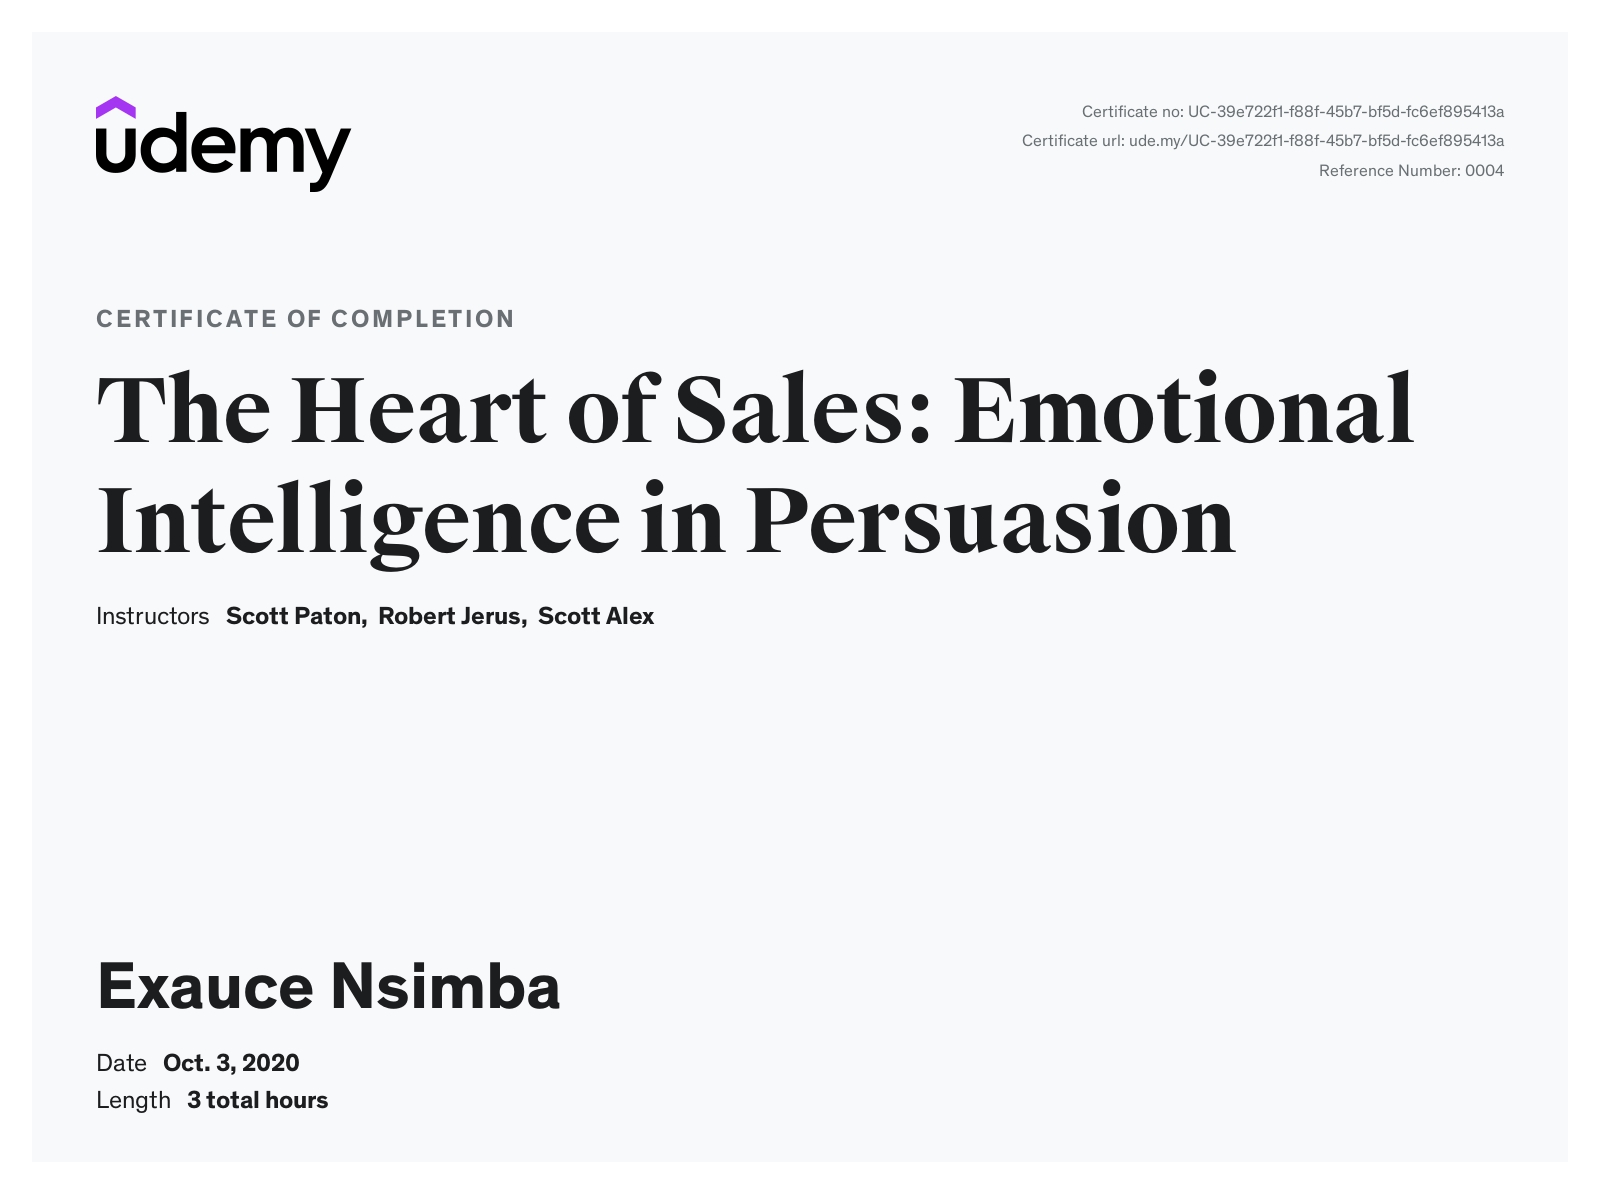 udemy
Certificate no: UC-39e722f1-f88f-45b7-bf5d-fc6ef895413a
Certificate url: ude.my/UC-39e722f1-f88f-45b7-bf5d-fc6ef895413a
Reference Number: 0004
CERTIFICATE OF COMPLETION
The Heart of Sales: Emotional
Intelligence in Persuasion
Instructors Scott Paton, Robert Jerus, Scott Alex
Exauce Nsimba
Date Oct. 3, 2020
Length 3 total hours